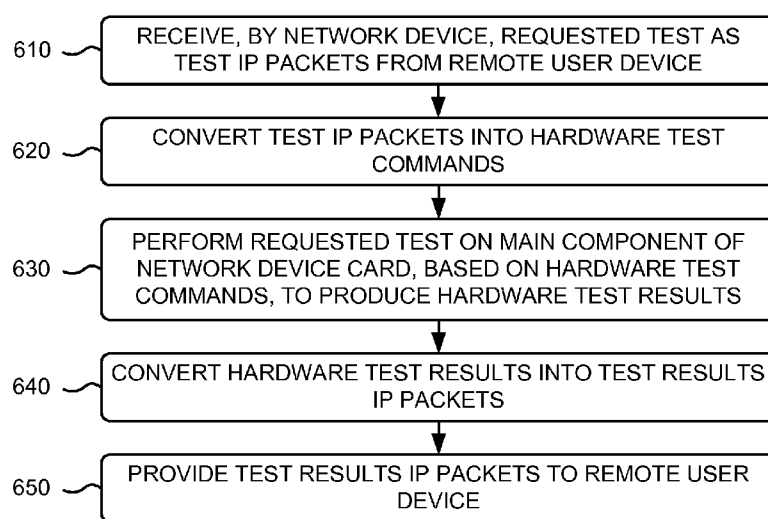 610
RECEIVE, BY NETWORK DEVICE, REQUESTED TEST AS
TEST IP PACKETS FROM REMOTE USER DEVICE
620
CONVERT TEST IP PACKETS INTO HARDWARE TEST
COMMANDS
630
PERFORM REQUESTED TEST ON MAIN COMPONENT OF
NETWORK DEVICE CARD, BASED ON HARDWARE TEST
COMMANDS, TO PRODUCE HARDWARE TEST RESULTS
640
CONVERT HARDWARE TEST RESULTS INTO TEST RESULTS
IP PACKETS
650
PROVIDE TEST RESULTS IP PACKETS TO REMOTE USER
DEVICE